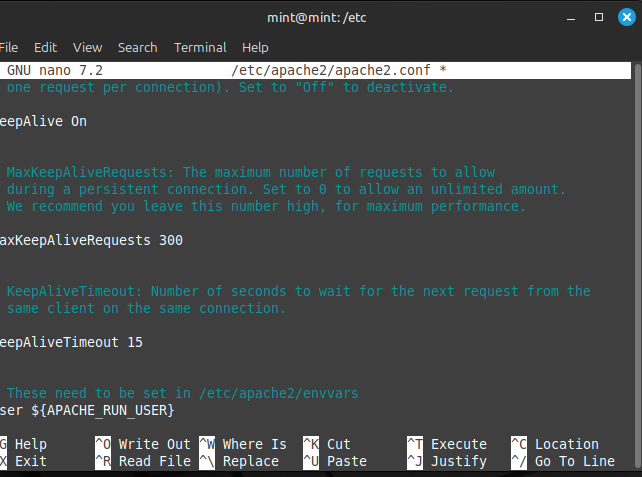 mint@mint: /etc
File Edit View Search Terminal Help
GNU nano 7.2 /etc/apache2/apache2.conf *
one request per connection). Set to "Off" to deactivate.
eepAlive On
MaxKeepAliveRequests: The maximum number of requests to allow
during a persistent connection. Set to 0 to allow an unlimited amount.
We recommend you leave this number high, for maximum performance.
axKeepAliveRequests 300
KeepAliveTimeout: Number of seconds to wait for the next request from the
same client on the same connection.
eepAliveTimeout 15
These need to be set in /etc/apache2/envvars
ser ${APACHE_RUN_USER}
G Help ^O Write Out ^W Where Is ^K Cut ^T Execute ^C Location
X Exit ^R Read File ^\ Replace ^U Paste ^J Justify ^/ Go To Line